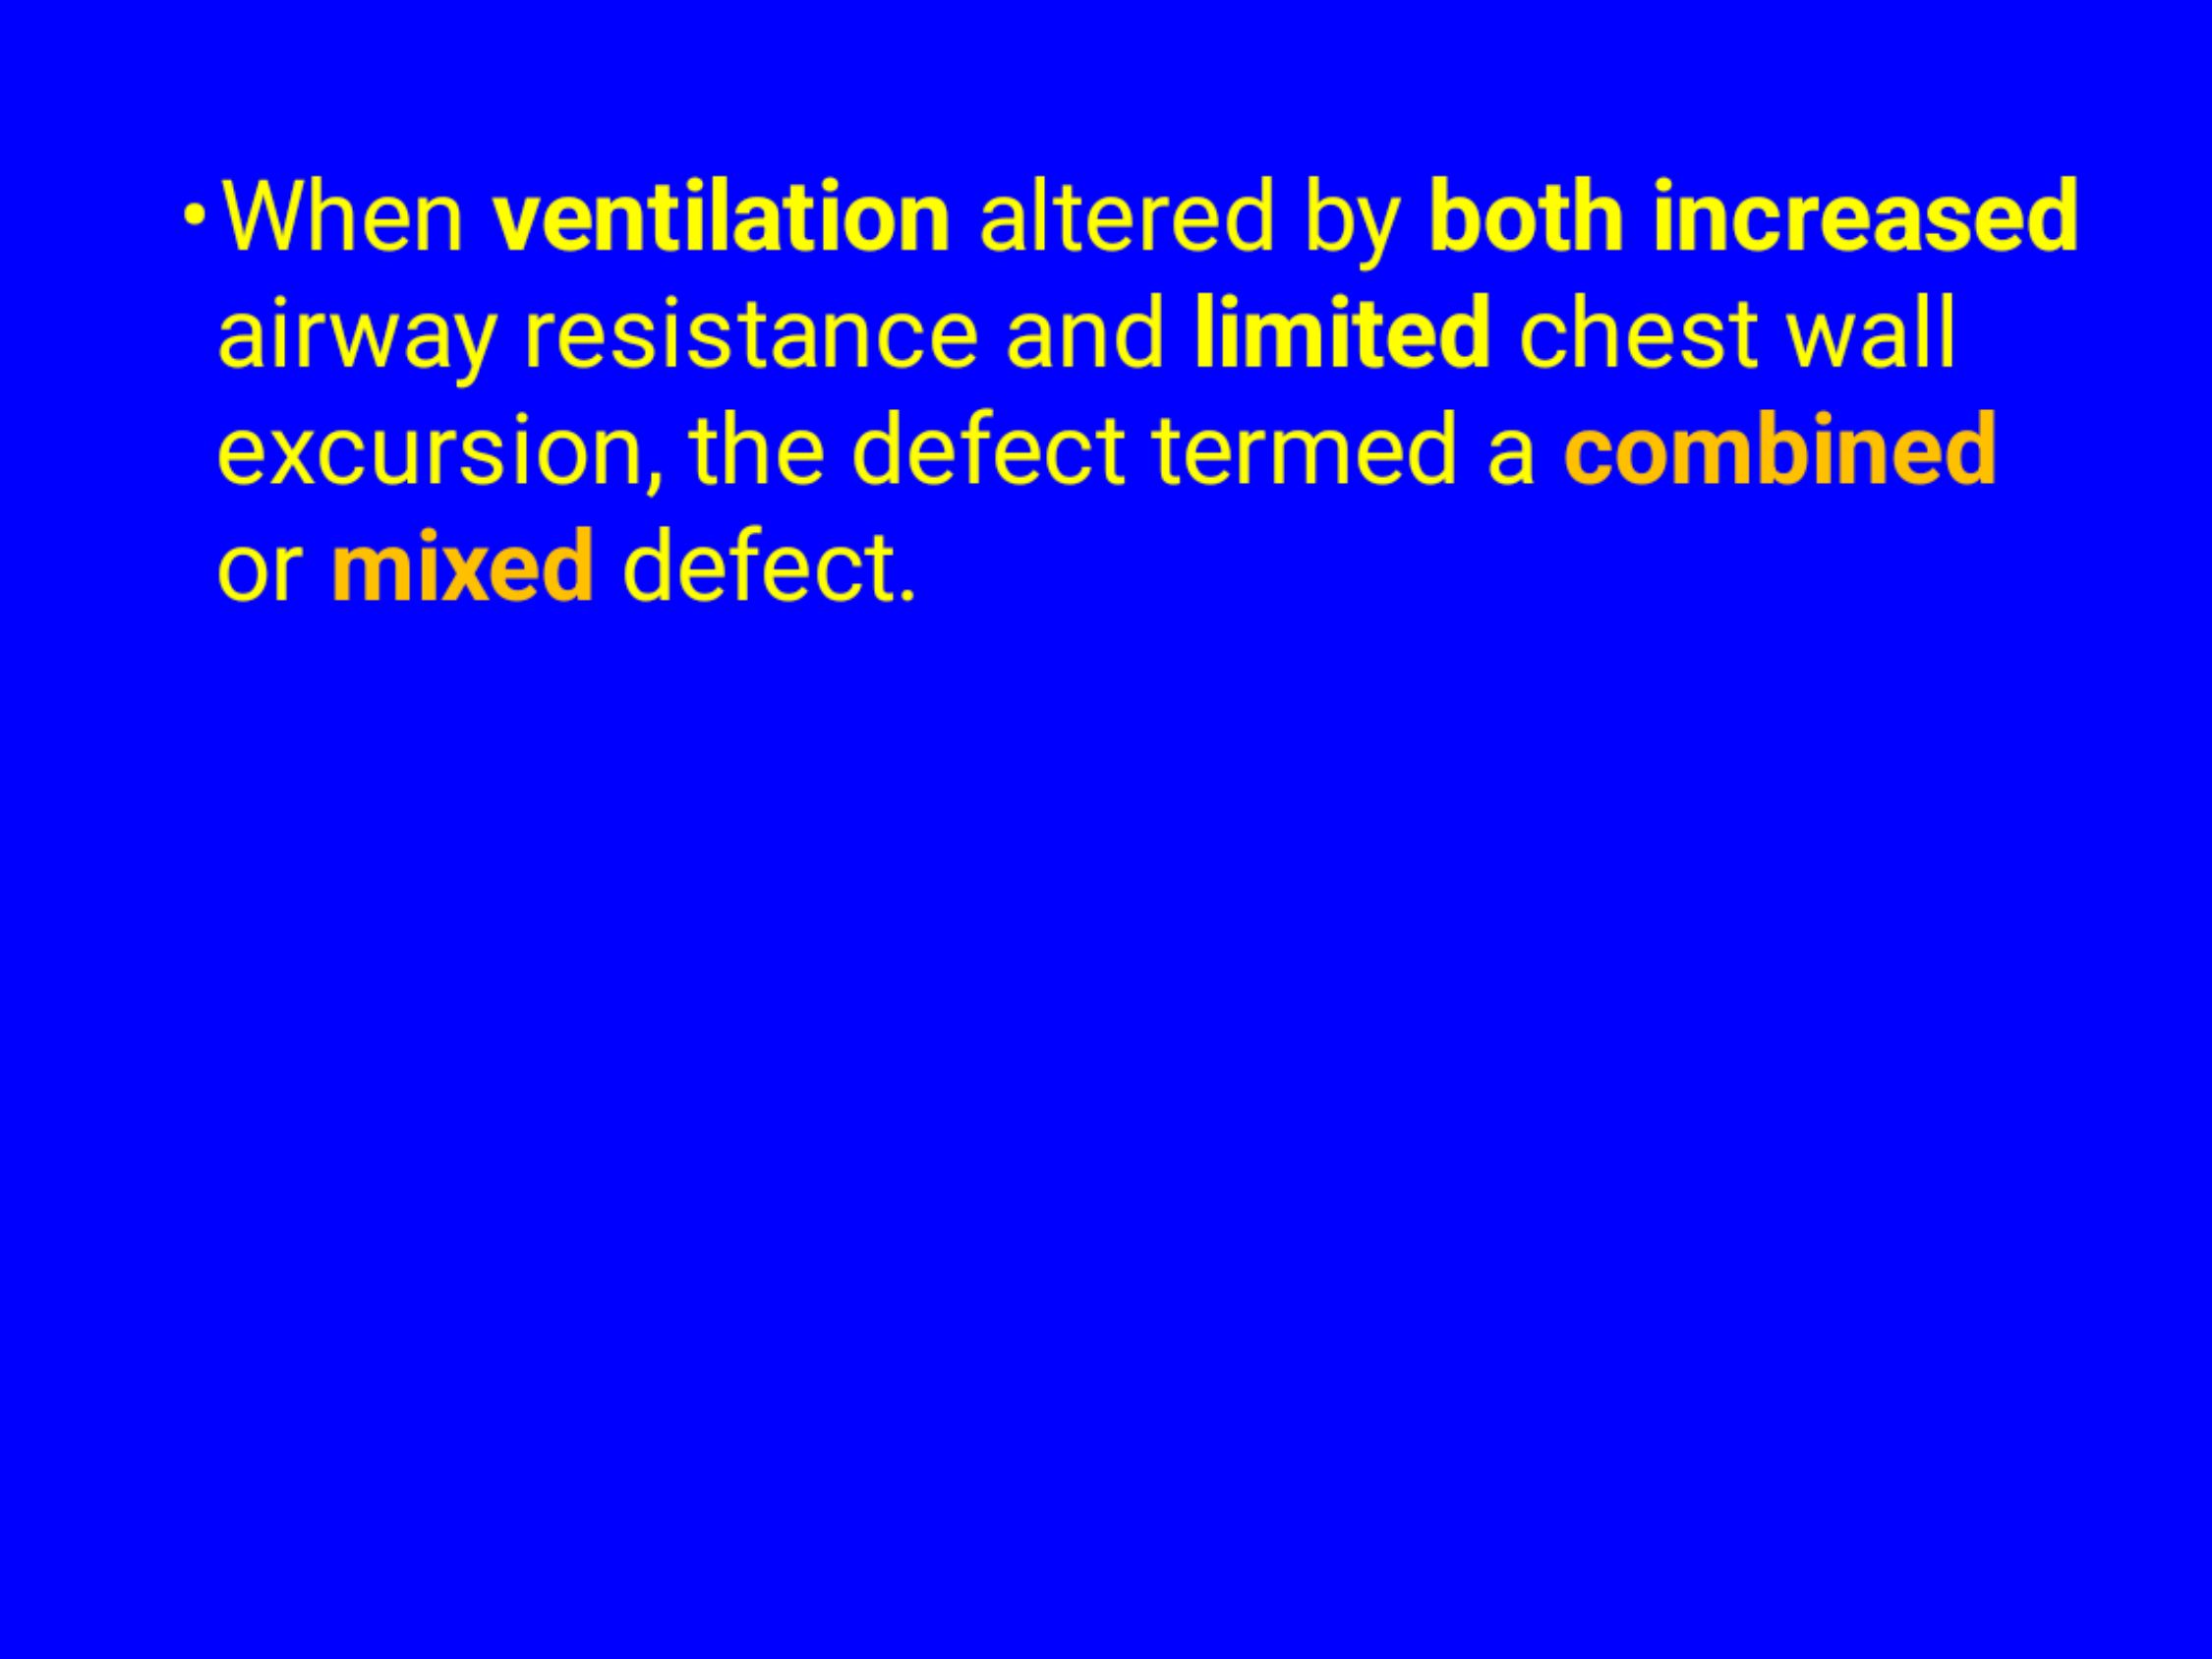 •When ventilation altered by both increased
airway resistance and limited chest wall
excursion, the defect termed a combined
or mixed defect.